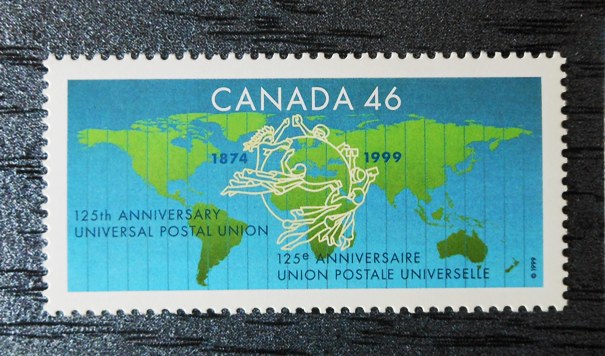 CANADA 46
1874 1999
125th ANNIVERSARY
UNIVERSAL POSTAL UNION
125e ANNIVERSAIRE
UNION POSTALE UNIVERSELLE
© 1999